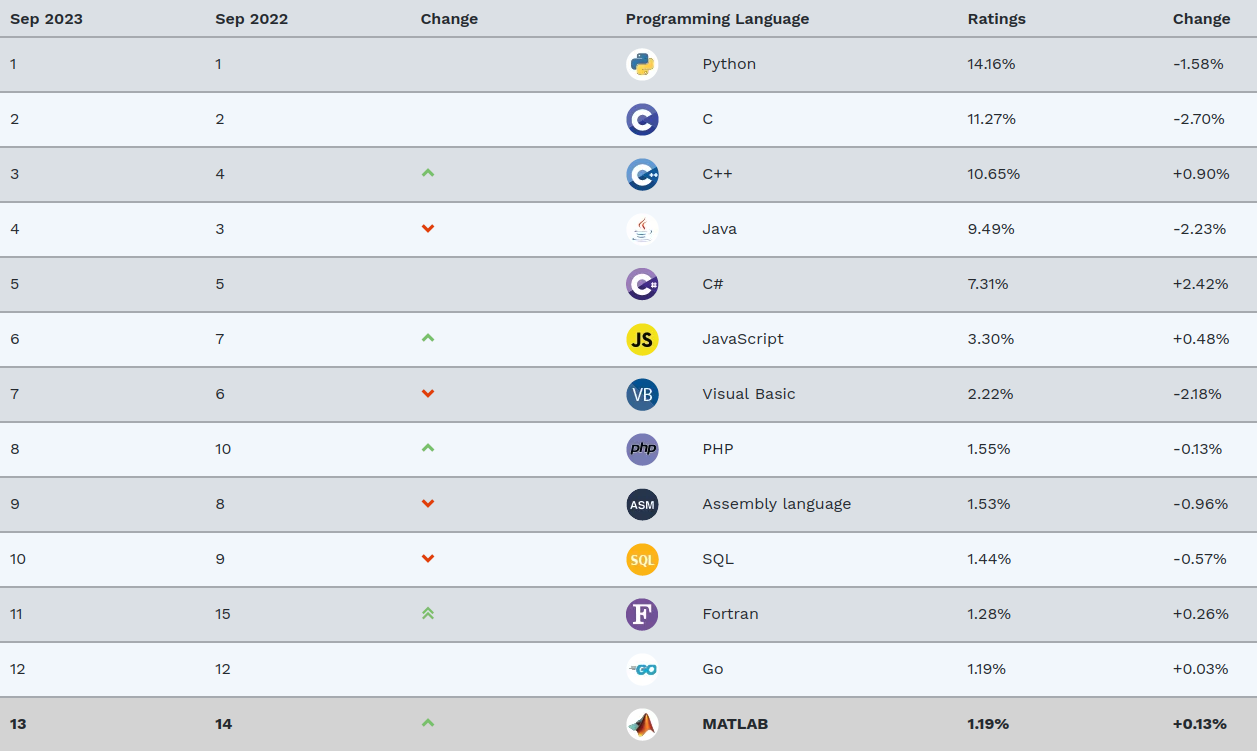 Sep 2023 Sep 2022 Change Programming Language Ratings Change
1 1 Python 14.16% -1.58%
2 2 C C 11.27% -2.70%
3 4 C++ C++ 10.65% +0.90%
4 3 Java 9.49% -2.23%
5 5 C# C# 7.31% +2.42%
6 7 JS JavaScript 3.30% +0.48%
7 6 VB Visual Basic 2.22% -2.18%
8 10 php PHP 1.55% -0.13%
9 8 ASM Assembly language 1.53% -0.96%
10 9 SQL SQL 1.44% -0.57%
11 15 F Fortran 1.28% +0.26%
12 12 GO Go 1.19% +0.03%
13 14 MATLAB 1.19% +0.13%